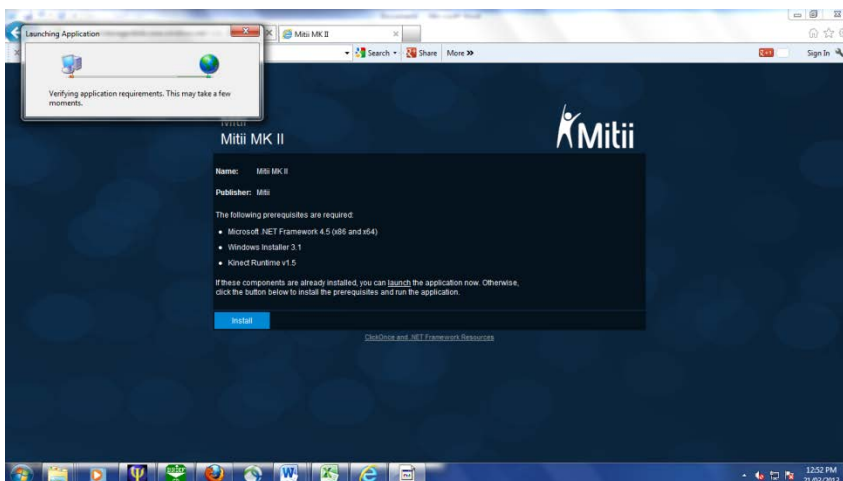 Launching Application
Mitii MK II
Search
Share
More »
Sign In
Verifying application requirements. This may take a few
moments.
Mitii
Mitii MK II
Name: Mitii MK II
Publisher: Mitii
The following prerequisites are required:
• Microsoft .NET Framework 4.5 (x86 and x64)
• Windows Installer 3.1
• Kinect Runtime v1.5
If these components are already installed, you can launch the application now. Otherwise,
click the button below to install the prerequisites and run the application.
Install
ClickOnce and .NET Framework Resources
12:52 PM
21/02/2013